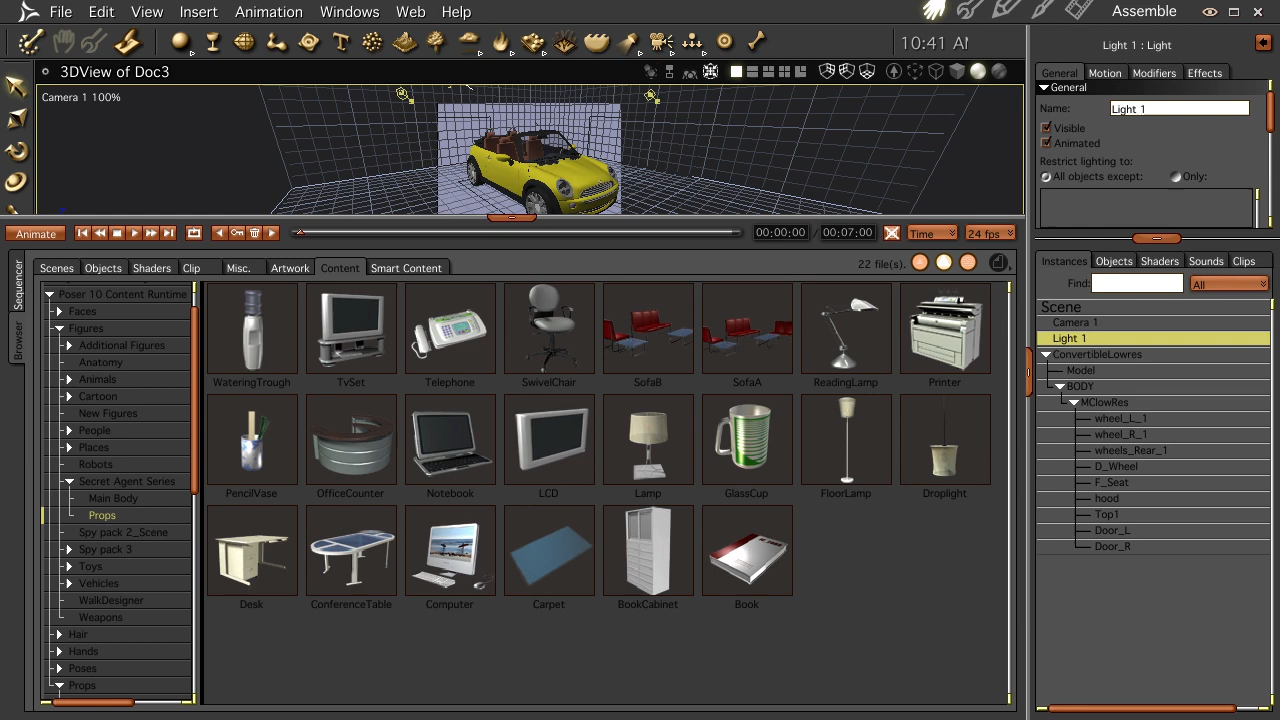 File Edit View Insert Animation Windows Web Help
Assemble
10:41 AM
3DView of Doc3
Camera 1 100%
Light 1 : Light
General Motion Modifiers Effects
General
Name: Light 1
Visible
Animated
Restrict lighting to:
All objects except: Only:
Animate
00:00:00 / 00:07:00 Time 24 fps
Sequencer
Browser
Scenes Objects Shaders Clip Misc. Artwork Content Smart Content
22 file(s).
Poser 10 Content Runtime
Faces
Figures
Additional Figures
Anatomy
Animals
Cartoon
New Figures
People
Places
Robots
Secret Agent Series
Main Body
Props
Spy pack 2_Scene
Spy pack 3
Toys
Vehicles
WalkDesigner
Weapons
Hair
Hands
Poses
Props
WateringTrough TvSet Telephone SwivelChair SofaB SofaA ReadingLamp Printer
PencilVase OfficeCounter Notebook LCD Lamp GlassCup FloorLamp Droplight
Desk ConferenceTable Computer Carpet BookCabinet Book
Instances Objects Shaders Sounds Clips
Find: All
Scene
Camera 1
Light 1
ConvertibleLowres
Model
BODY
MClowRes
wheel_L_1
wheel_R_1
wheels_Rear_1
D_Wheel
F_Seat
hood
Top1
Door_L
Door_R